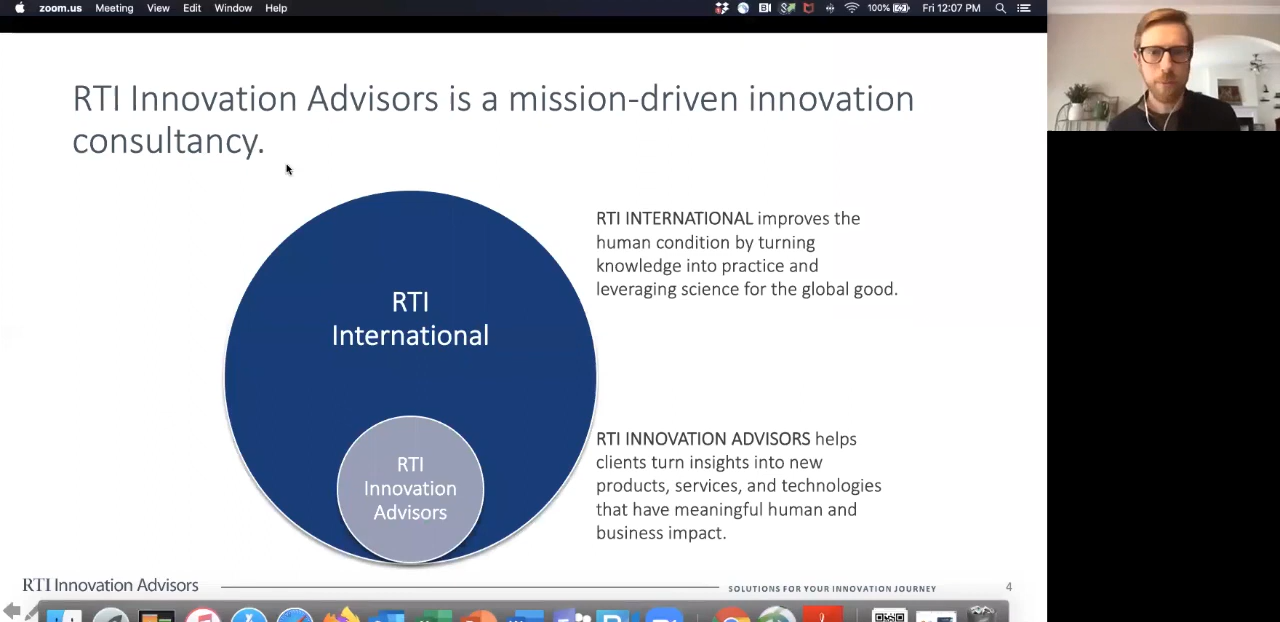 zoom.us Meeting View Edit Window Help 100% Fri 12:07 PM
RTI Innovation Advisors is a mission-driven innovation
consultancy.
RTI
International
RTI INTERNATIONAL improves the
human condition by turning
knowledge into practice and
leveraging science for the global good.
RTI
Innovation
Advisors
RTI INNOVATION ADVISORS helps
clients turn insights into new
products, services, and technologies
that have meaningful human and
business impact.
RTI Innovation Advisors
SOLUTIONS FOR YOUR INNOVATION JOURNEY
4